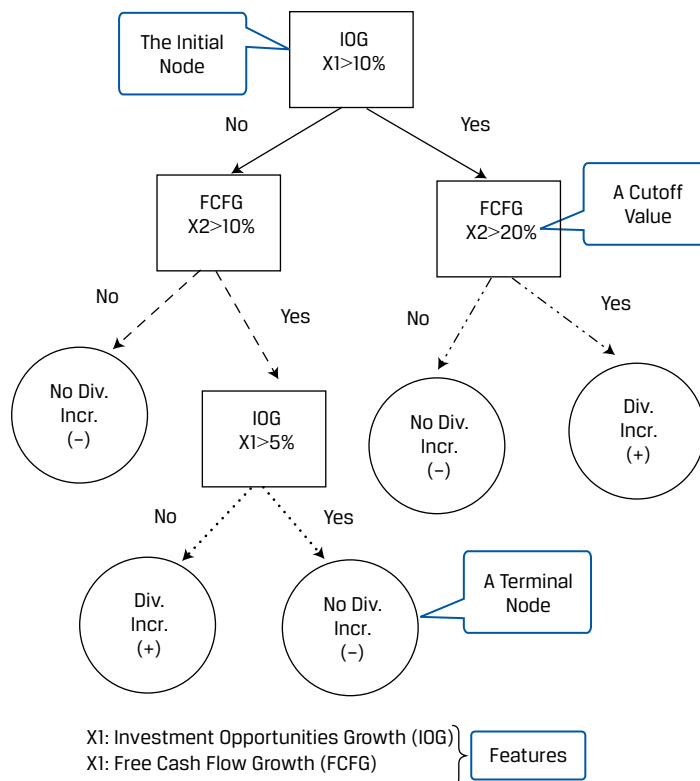 The Initial
Node
IOG
X1>10%
No
Yes
FCFG
X2>10%
FCFG
X2>20%
A Cutoff
Value
No
Yes
No
Yes
No Div.
Incr.
(–)
IOG
X1>5%
No Div.
Incr.
(–)
Div.
Incr.
(+)
No
Yes
Div.
Incr.
(+)
No Div.
Incr.
(–)
A Terminal
Node
X1: Investment Opportunities Growth (IOG)
X1: Free Cash Flow Growth (FCFG)
Features